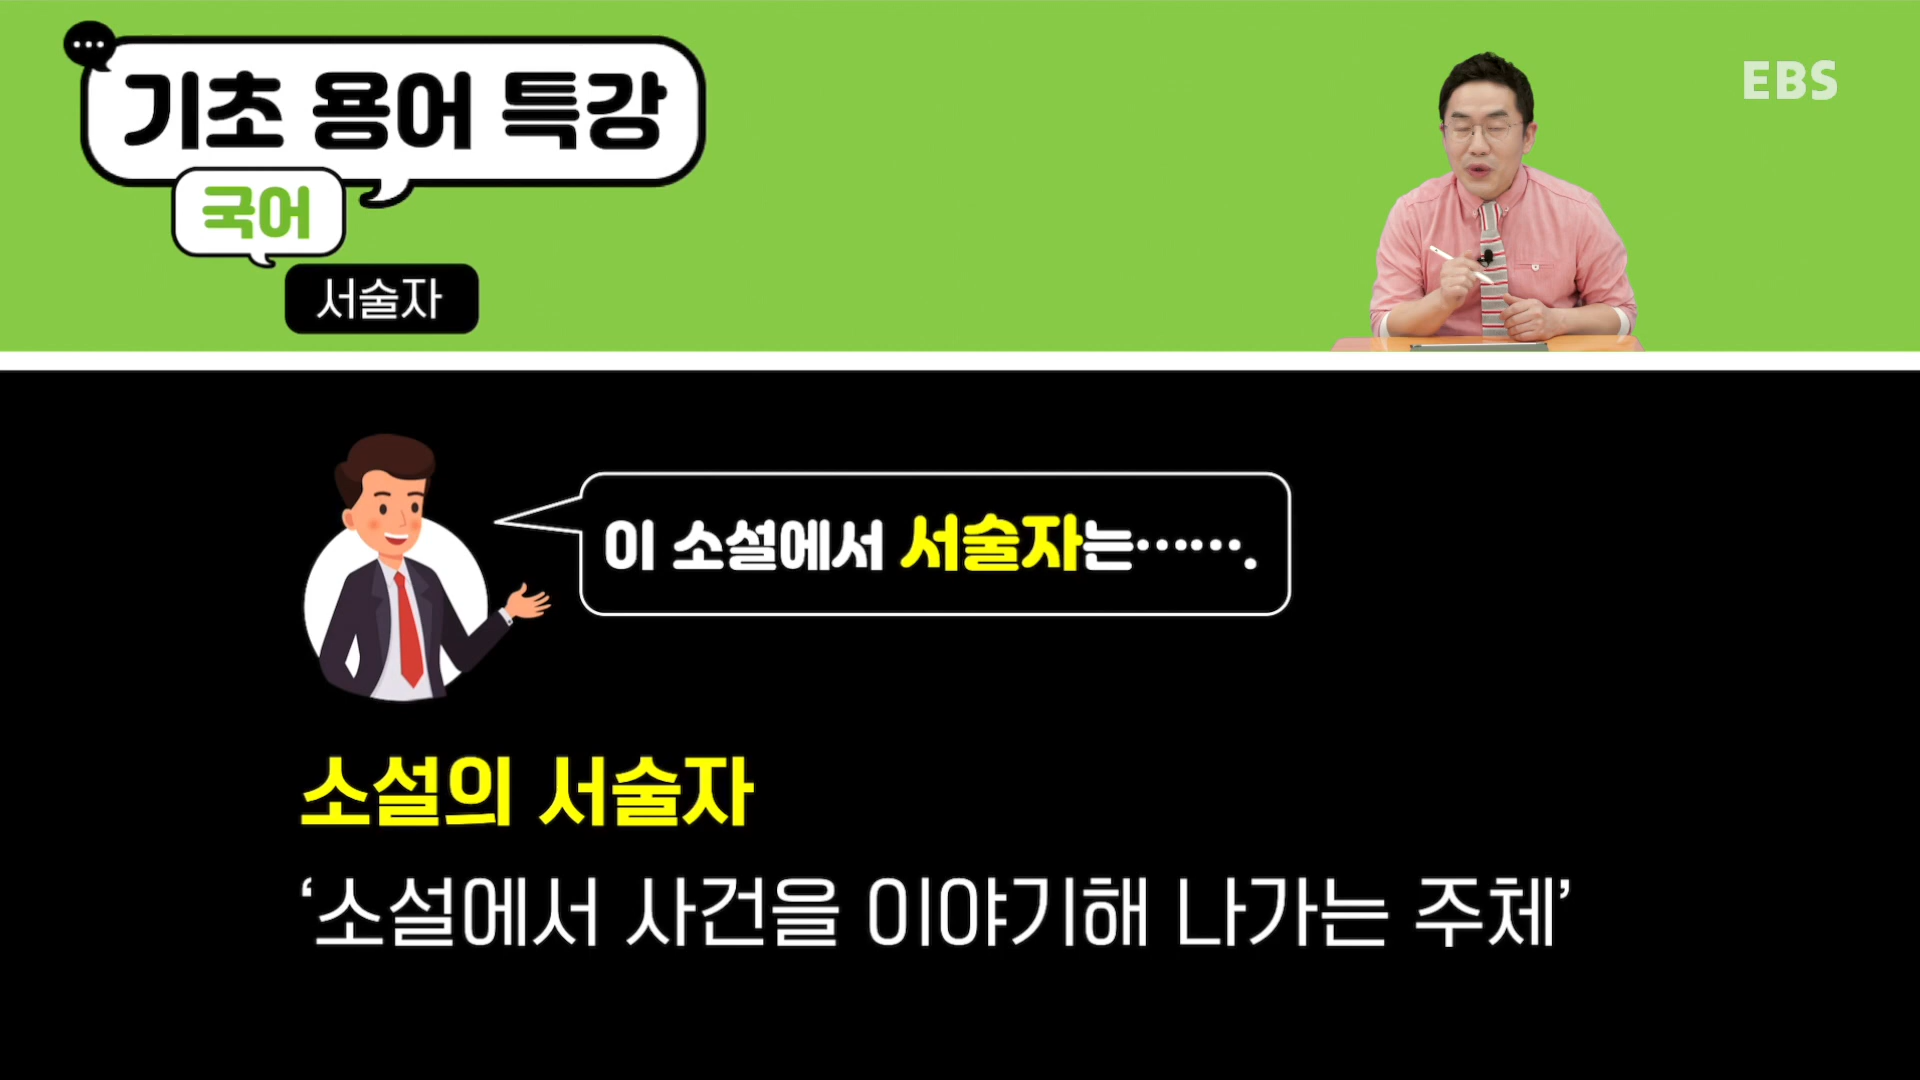 기초 용어 특강
국어
서술자
EBS
이 소설에서 서술자는…….
소설의 서술자
‘소설에서 사건을 이야기해 나가는 주체’